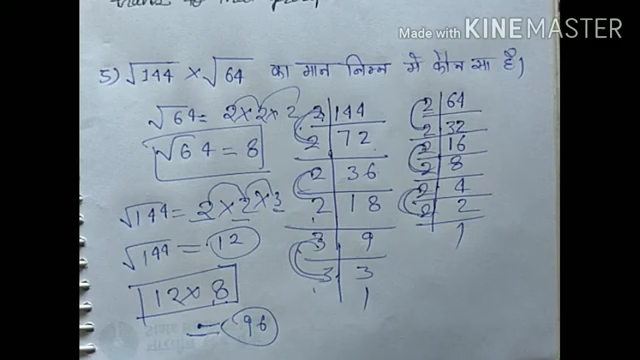 Made with KINEMASTER
5) √144 × √64 का मान निम्न में कौन सा है।
√64 = 2×2×2
√64 = 8
√144 = 2×2×3
√144 = 12
12×8
= 96
2 | 144
2 | 72
2 | 36
2 | 18
3 | 9
3 | 3
1
2 | 64
2 | 32
2 | 16
2 | 8
2 | 4
2 | 2
1